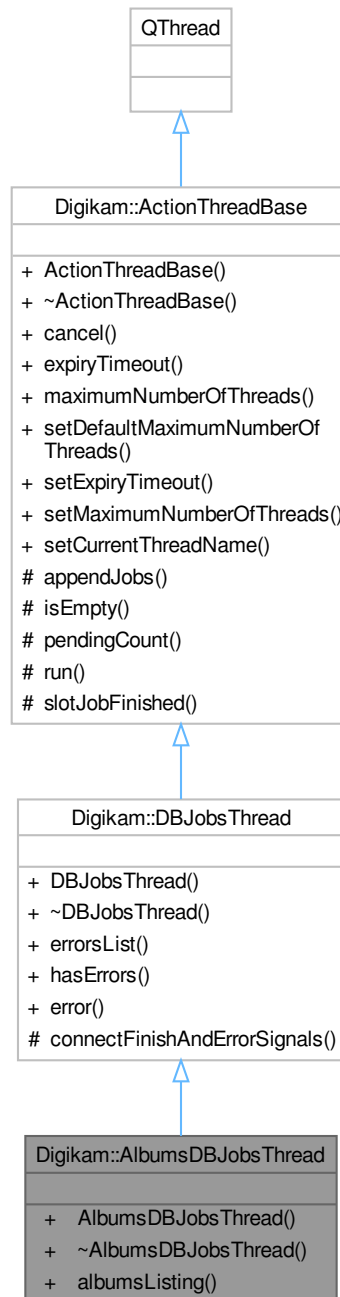 QThread
Digikam::ActionThreadBase
+ ActionThreadBase()
+ ~ActionThreadBase()
+ cancel()
+ expiryTimeout()
+ maximumNumberOfThreads()
+ setDefaultMaximumNumberOf
Threads()
+ setExpiryTimeout()
+ setMaximumNumberOfThreads()
+ setCurrentThreadName()
# appendJobs()
# isEmpty()
# pendingCount()
# run()
# slotJobFinished()
Digikam::DBJobsThread
+ DBJobsThread()
+ ~DBJobsThread()
+ errorsList()
+ hasErrors()
+ error()
# connectFinishAndErrorSignals()
Digikam::AlbumsDBJobsThread
+ AlbumsDBJobsThread()
+ ~AlbumsDBJobsThread()
+ albumsListing()